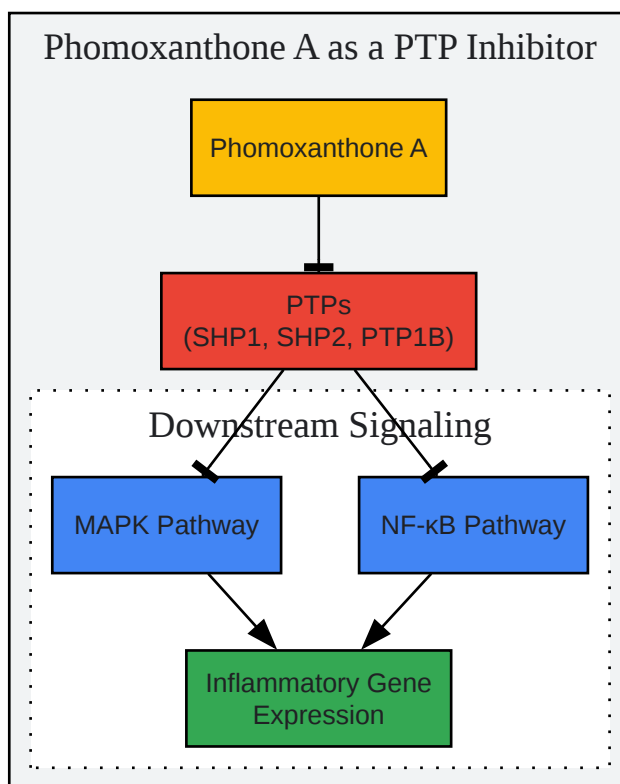 Phomoxanthone A as a PTP Inhibitor
Phomoxanthone A
PTPs
(SHP1, SHP2, PTP1B)
Downstream Signaling
MAPK Pathway
NF-κB Pathway
Inflammatory Gene
Expression